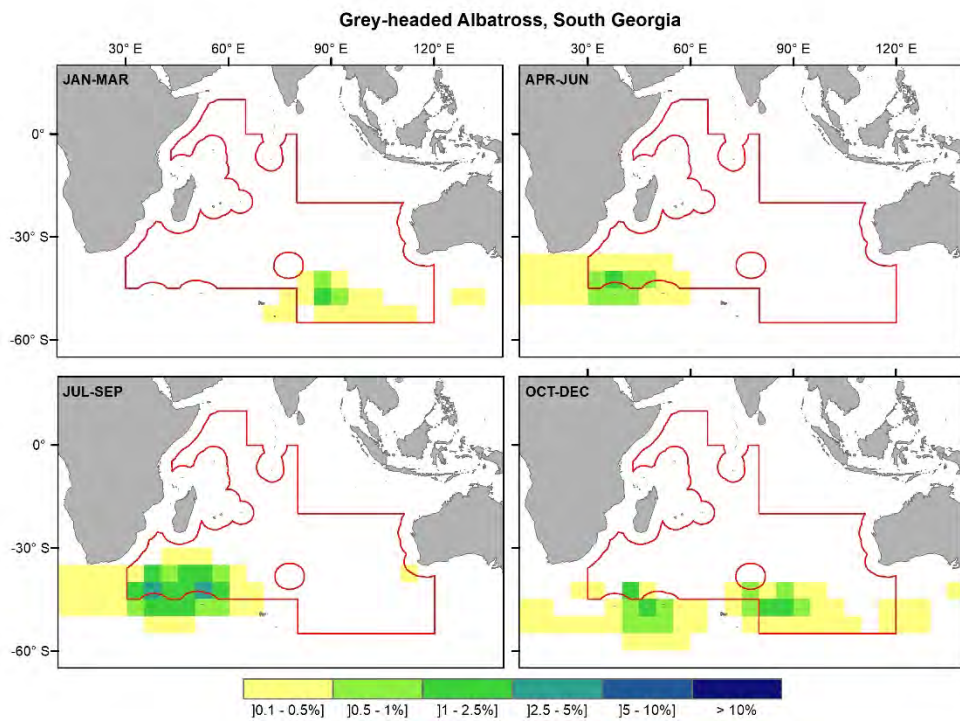 Grey-headed Albatross, South Georgia
30° E 60° E 90° E 120° E 30° E 60° E 90° E 120° E
JAN-MAR APR-JUN
0°
-30° S
-60° S
JUL-SEP OCT-DEC
0°
-30° S
-60° S
]0.1 - 0.5%] ]0.5 - 1%] ]1 - 2.5%] ]2.5 - 5%] ]5 - 10%] > 10%